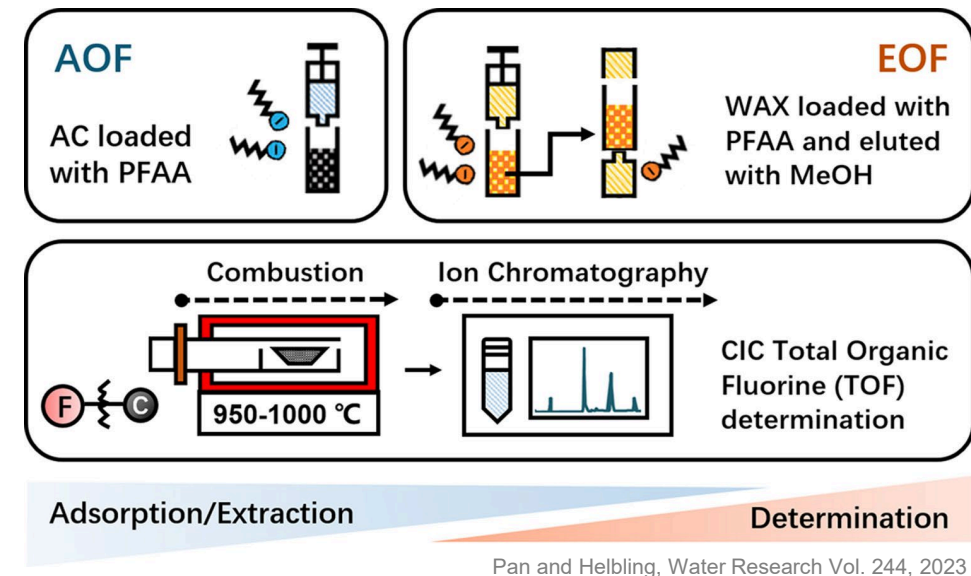 AOF
AC loaded
with PFAA
EOF
WAX loaded with
PFAA and eluted
with MeOH
Combustion
Ion Chromatography
F
C
950-1000 ℃
CIC Total Organic
Fluorine (TOF)
determination
Adsorption/Extraction
Determination
Pan and Helbling, Water Research Vol. 244, 2023